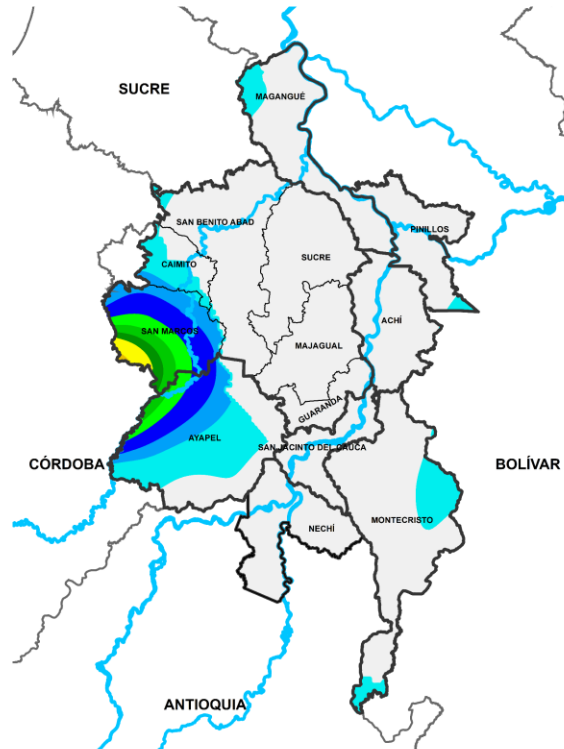 SUCRE
MAGANGUÉ
SAN BENITO ABAD
PINILLOS
SUCRE
CAIMITO
ACHÍ
SAN MARCOS
MAJAGUAL
GUARANDA
AYAPEL
SAN JACINTO DEL CAUCA
CÓRDOBA
BOLÍVAR
MONTECRISTO
NECHÍ
ANTIOQUIA